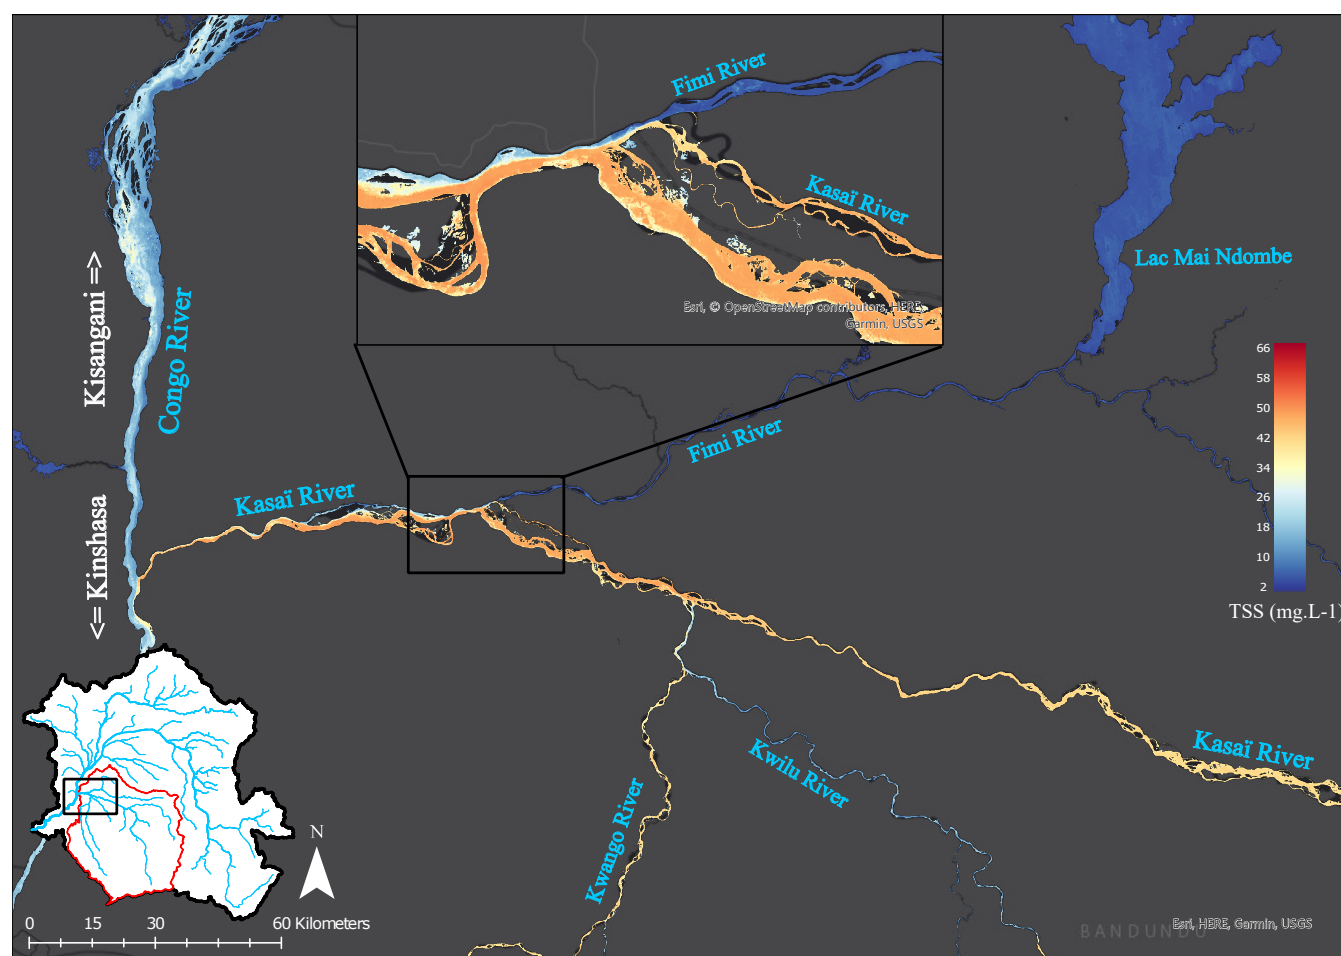 Fimi River
Kasaï River
Esri, © OpenStreetMap contributors, HERE,
Garmin, USGS
Lac Mai Ndombe
Kisangani =>
Congo River
<= Kinshasa
Kasaï River
Fimi River
66
58
50
42
34
26
18
10
2
TSS (mg.L-1)
Kwango River
Kwilu River
Kasaï River
N
0 15 30 60 Kilometers
BANDUNDU
Esri, HERE, Garmin, USGS